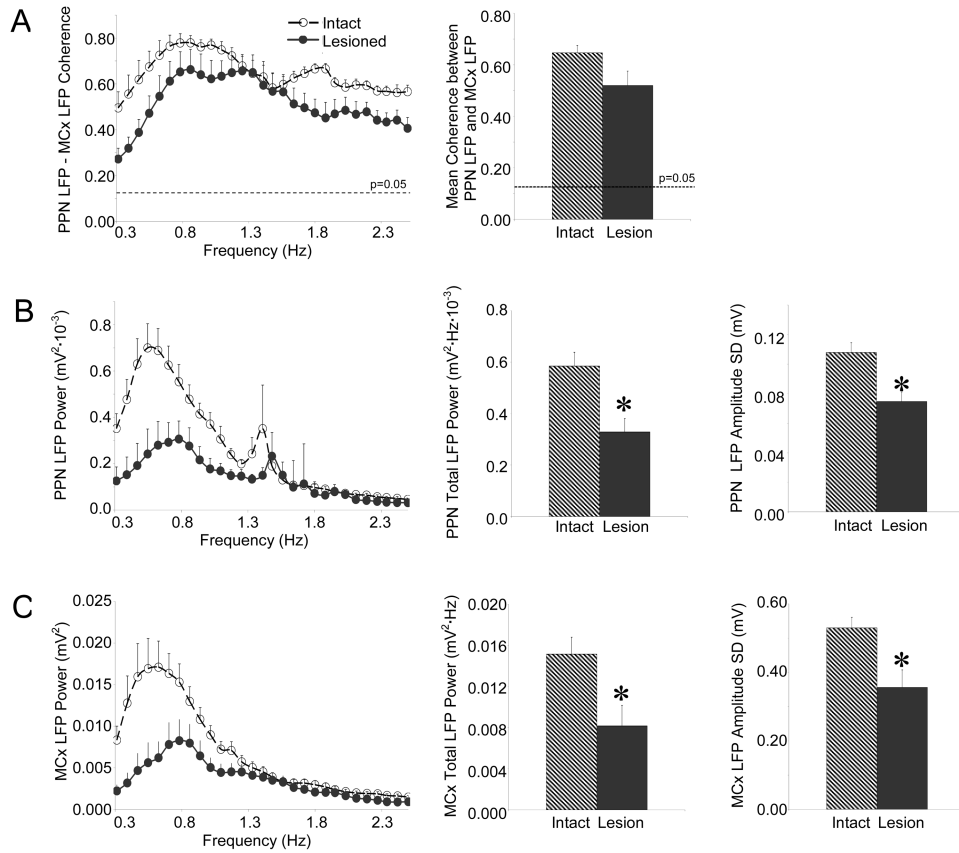 A
PPN LFP - MCx LFP Coherence
0.80
0.60
0.40
0.20
0.00
Intact
Lesioned
p=0.05
0.3 0.8 1.3 1.8 2.3
Frequency (Hz)
Mean Coherence between
PPN LFP and MCx LFP
0.80
0.60
0.40
0.20
0.00
p=0.05
Intact Lesion
B
PPN LFP Power (mV²·10⁻³)
0.8
0.6
0.4
0.2
0.0
0.3 0.8 1.3 1.8 2.3
Frequency (Hz)
PPN Total LFP Power (mV²·Hz·10⁻³)
0.8
0.6
0.4
0.2
0.0
*
Intact Lesion
PPN LFP Amplitude SD (mV)
0.12
0.08
0.04
0.00
*
Intact Lesion
C
MCx LFP Power (mV²)
0.025
0.020
0.015
0.010
0.005
0.000
0.3 0.8 1.3 1.8 2.3
Frequency (Hz)
MCx Total LFP Power (mV²·Hz)
0.020
0.016
0.012
0.008
0.004
0.000
*
Intact Lesion
MCx LFP Amplitude SD (mV)
0.60
0.40
0.20
0.00
*
Intact Lesion